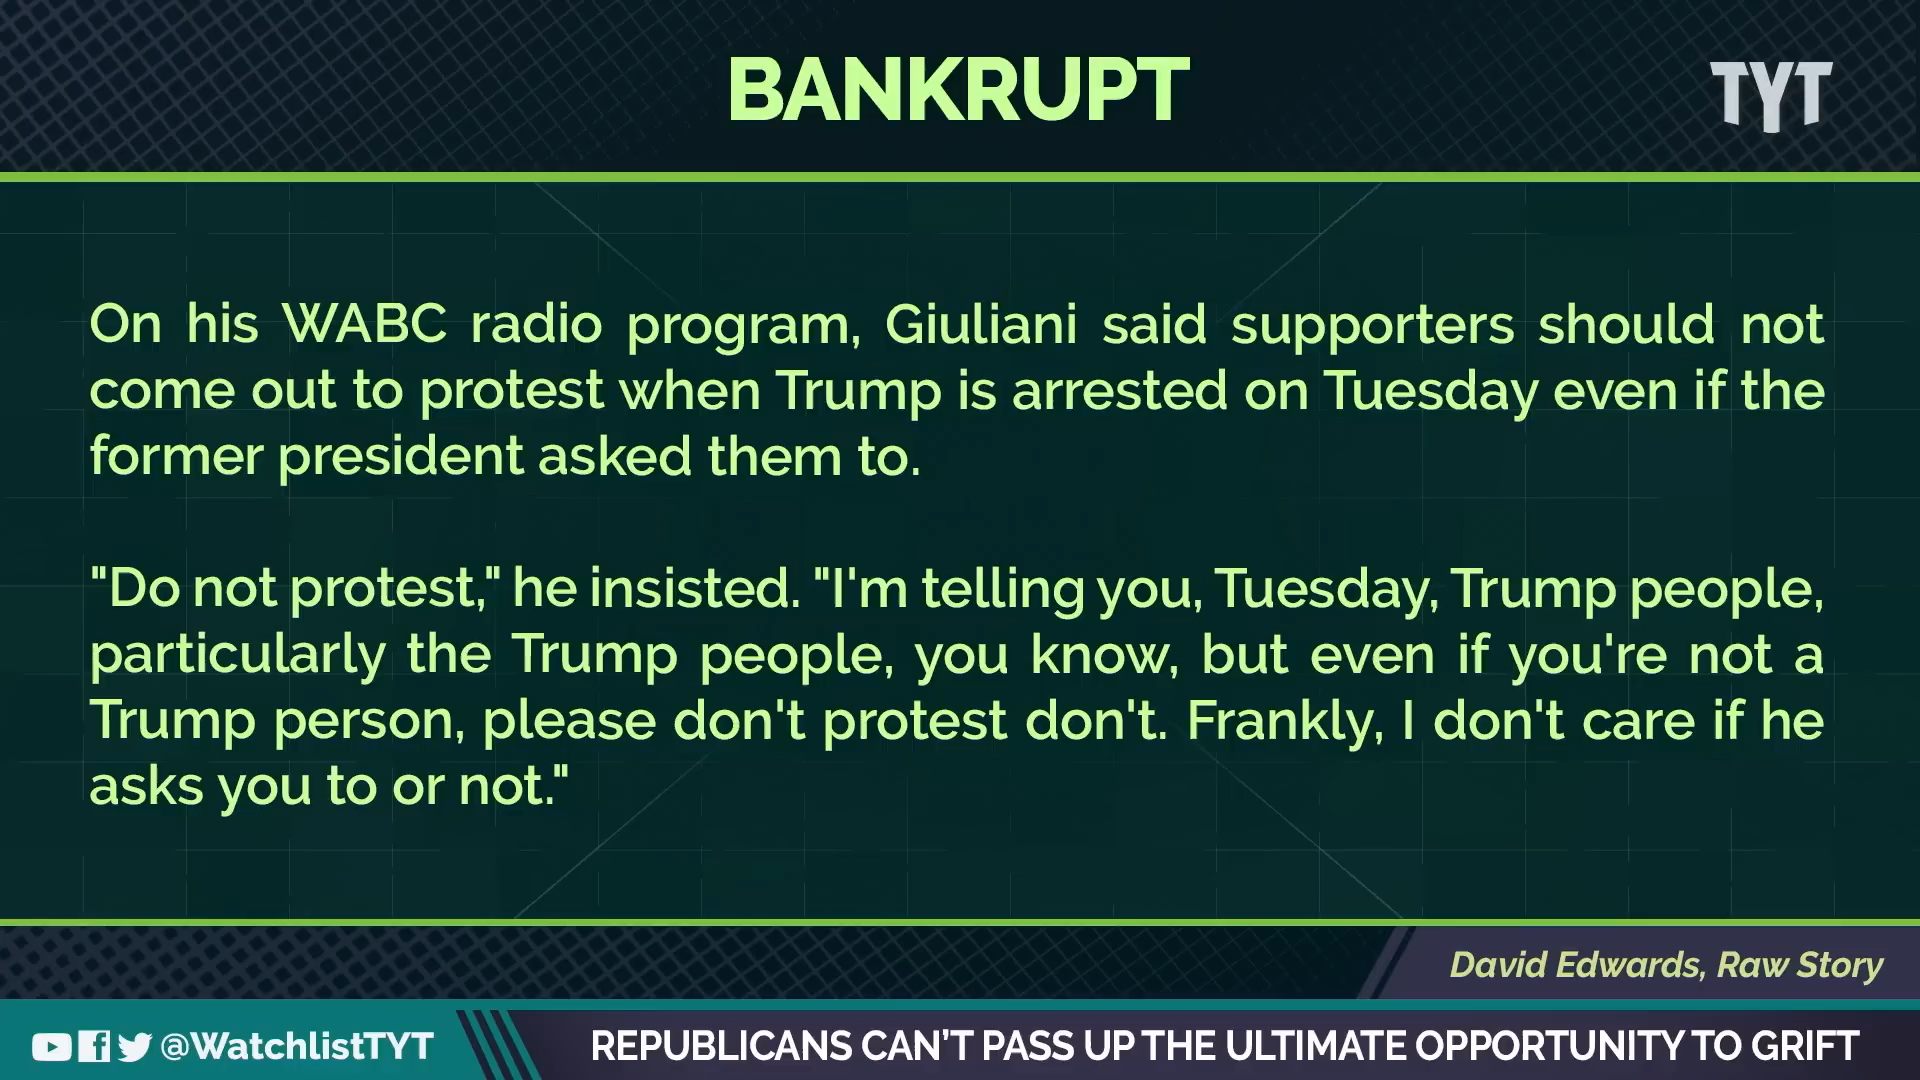 BANKRUPT
TYT
On his WABC radio program, Giuliani said supporters should not
come out to protest when Trump is arrested on Tuesday even if the
former president asked them to.
"Do not protest," he insisted. "I'm telling you, Tuesday, Trump people,
particularly the Trump people, you know, but even if you're not a
Trump person, please don't protest don't. Frankly, I don't care if he
asks you to or not."
David Edwards, Raw Story
@WatchlistTYT
REPUBLICANS CAN’T PASS UP THE ULTIMATE OPPORTUNITY TO GRIFT